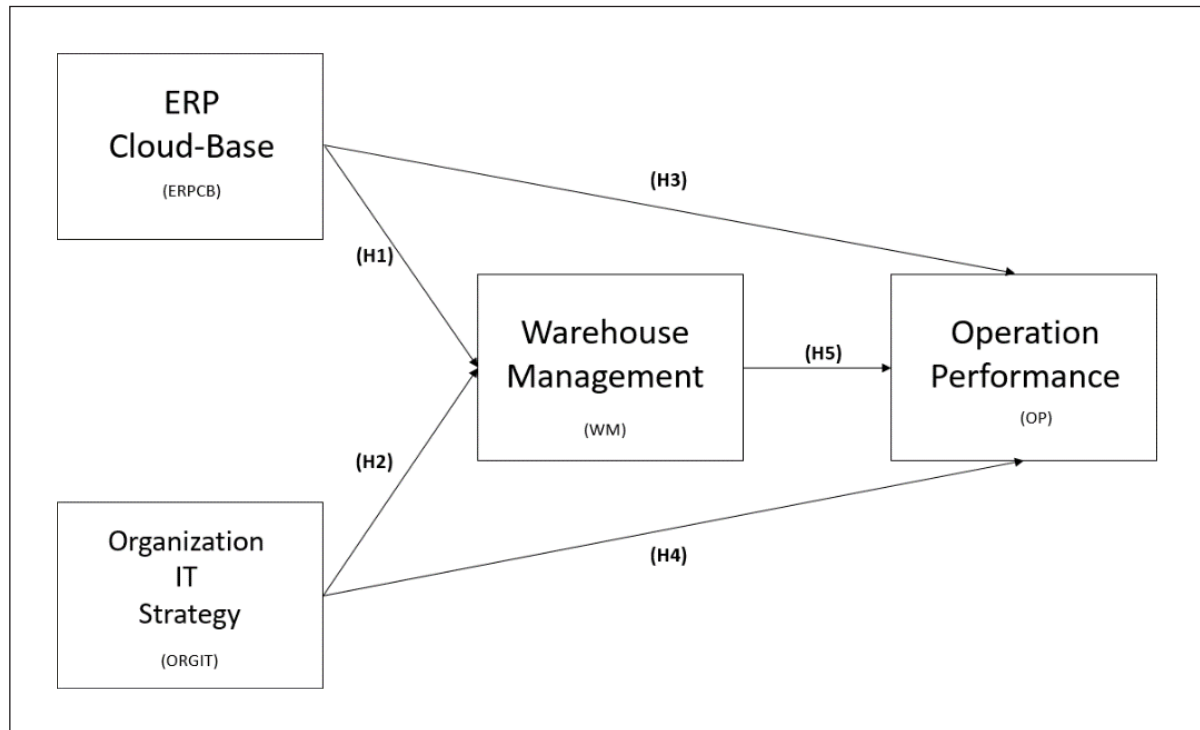 ERP
Cloud-Base
(ERPCB)
(H3)
(H1)
Warehouse
Management
(WM)
(H5)
Operation
Performance
(OP)
(H2)
Organization
IT
Strategy
(ORGIT)
(H4)